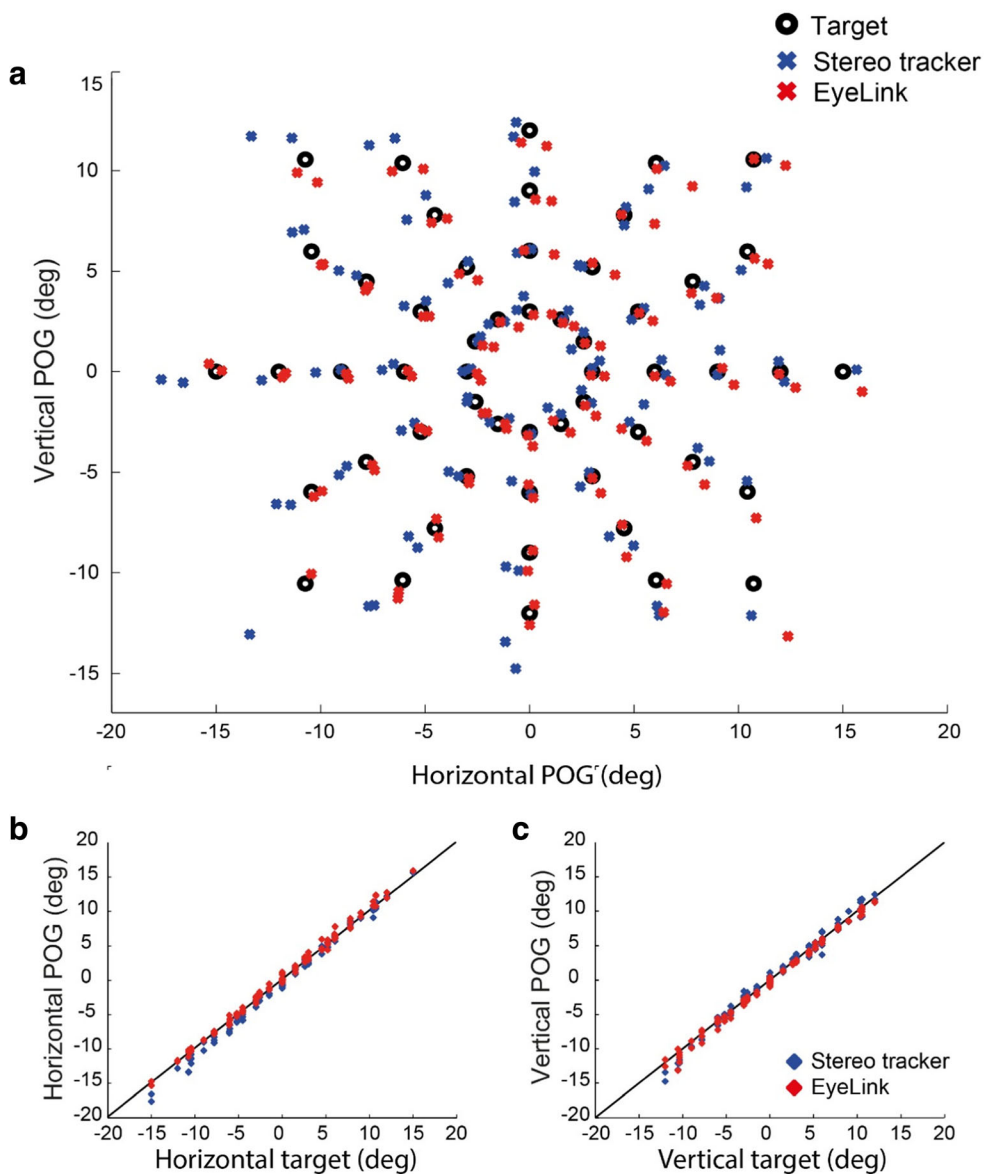 Target
Stereo tracker
EyeLink
a
15
10
5
0
-5
-10
-15
Vertical POG (deg)
-20 -15 -10 -5 0 5 10 15 20
Horizontal POG (deg)
b
20
15
10
5
0
-5
-10
-15
-20
Horizontal POG (deg)
-20 -15 -10 -5 0 5 10 15 20
Horizontal target (deg)
c
20
15
10
5
0
-5
-10
-15
-20
Vertical POG (deg)
Stereo tracker
EyeLink
-20 -15 -10 -5 0 5 10 15 20
Vertical target (deg)